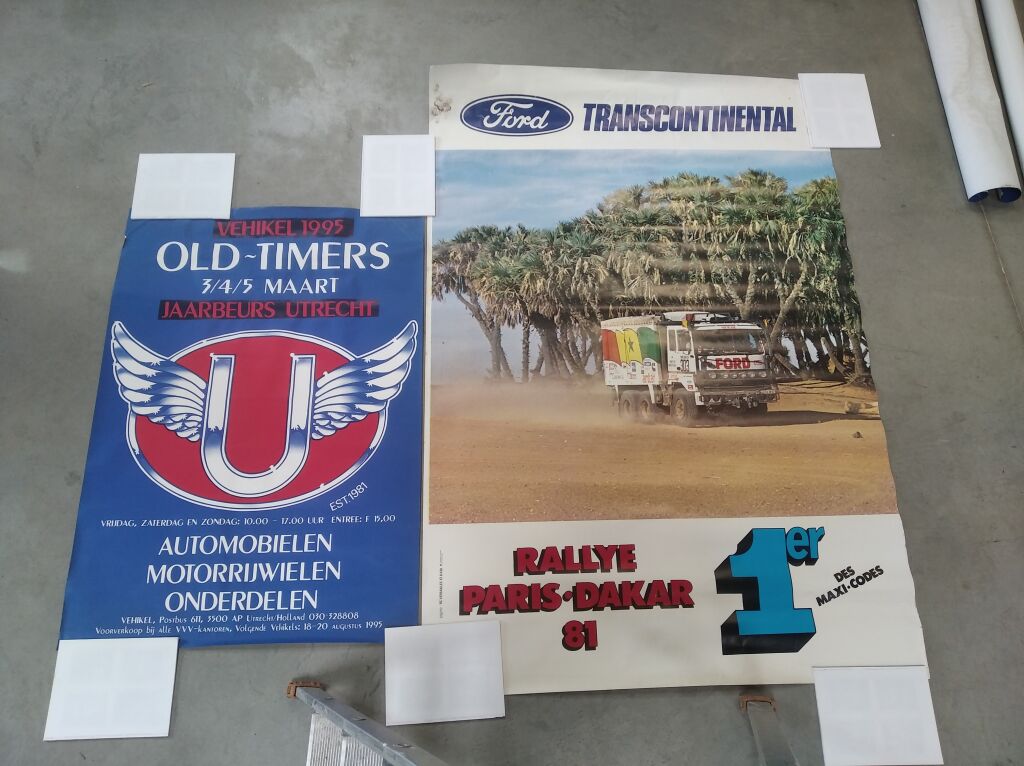 VEHIKEL 1995
OLD-TIMERS
3/4/5 MAART
JAARBEURS UTRECHT
U
EST.1981
VRIJDAG, ZATERDAG EN ZONDAG: 10.00 - 17.00 UUR ENTREE: F 15,00
AUTOMOBIELEN
MOTORRIJWIELEN
ONDERDELEN
VEHIKEL, Postbus 611, 3500 AP Utrecht/Holland 030-328808
Voorverkoop bij alle VVV-kantoren, Volgende Vehikels: 18-20 augustus 1995
Ford TRANSCONTINENTAL
FORD
RALLYE
PARIS·DAKAR
81
1er
DES
MAXI-CODES